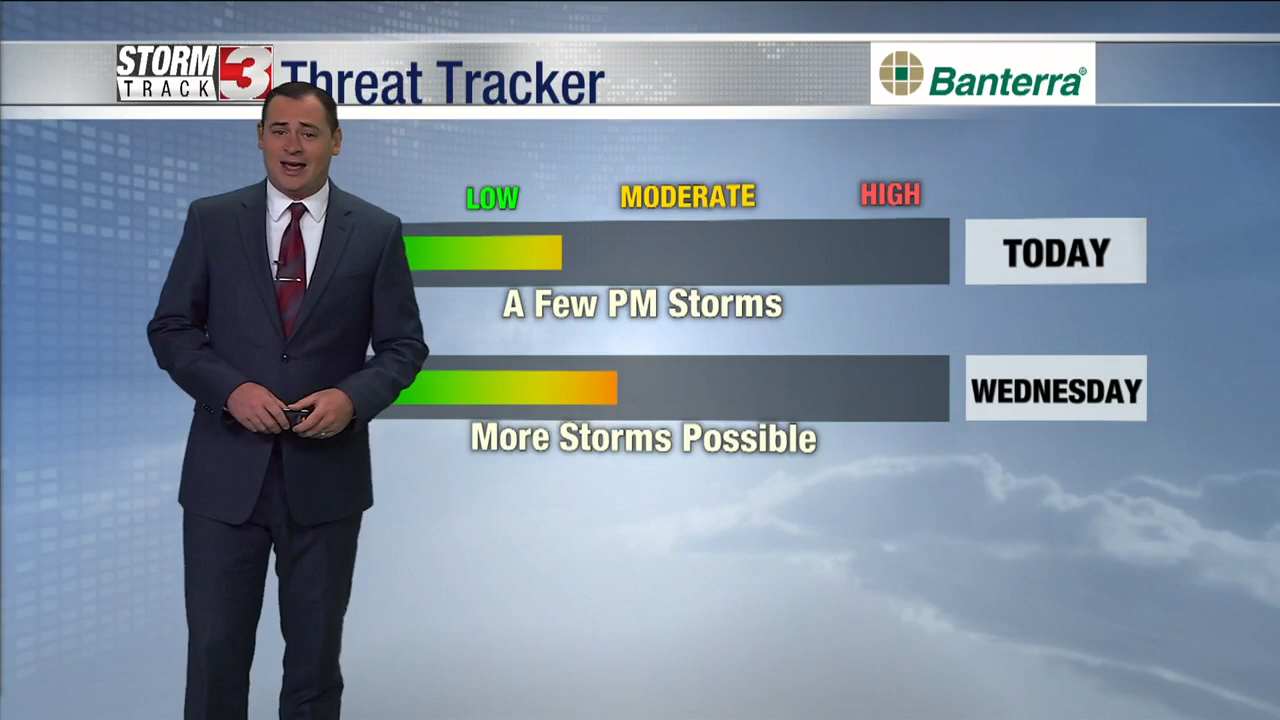 STORM
TRACK
3
Threat Tracker
Banterra®
LOW MODERATE HIGH
TODAY
A Few PM Storms
WEDNESDAY
More Storms Possible